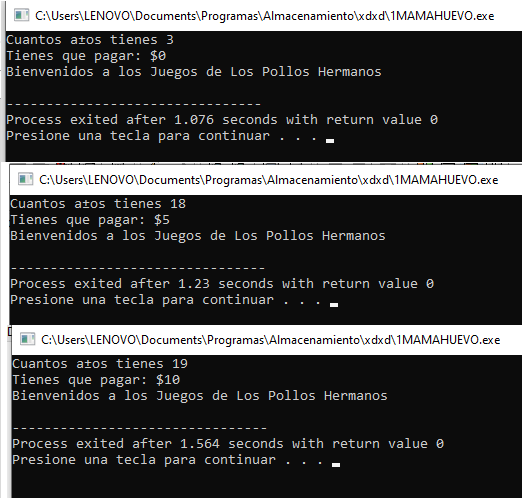 C:\Users\LENOVO\Documents\Programas\Almacenamiento\xdxd\1MAMAHUEVO.exe
Cuantos a±os tienes 3
Tienes que pagar: $0
Bienvenidos a los Juegos de Los Pollos Hermanos
--------------------------------
Process exited after 1.076 seconds with return value 0
Presione una tecla para continuar . . .
C:\Users\LENOVO\Documents\Programas\Almacenamiento\xdxd\1MAMAHUEVO.exe
Cuantos a±os tienes 18
Tienes que pagar: $5
Bienvenidos a los Juegos de Los Pollos Hermanos
--------------------------------
Process exited after 1.23 seconds with return value 0
Presione una tecla para continuar . . .
C:\Users\LENOVO\Documents\Programas\Almacenamiento\xdxd\1MAMAHUEVO.exe
Cuantos a±os tienes 19
Tienes que pagar: $10
Bienvenidos a los Juegos de Los Pollos Hermanos
--------------------------------
Process exited after 1.564 seconds with return value 0
Presione una tecla para continuar . . .